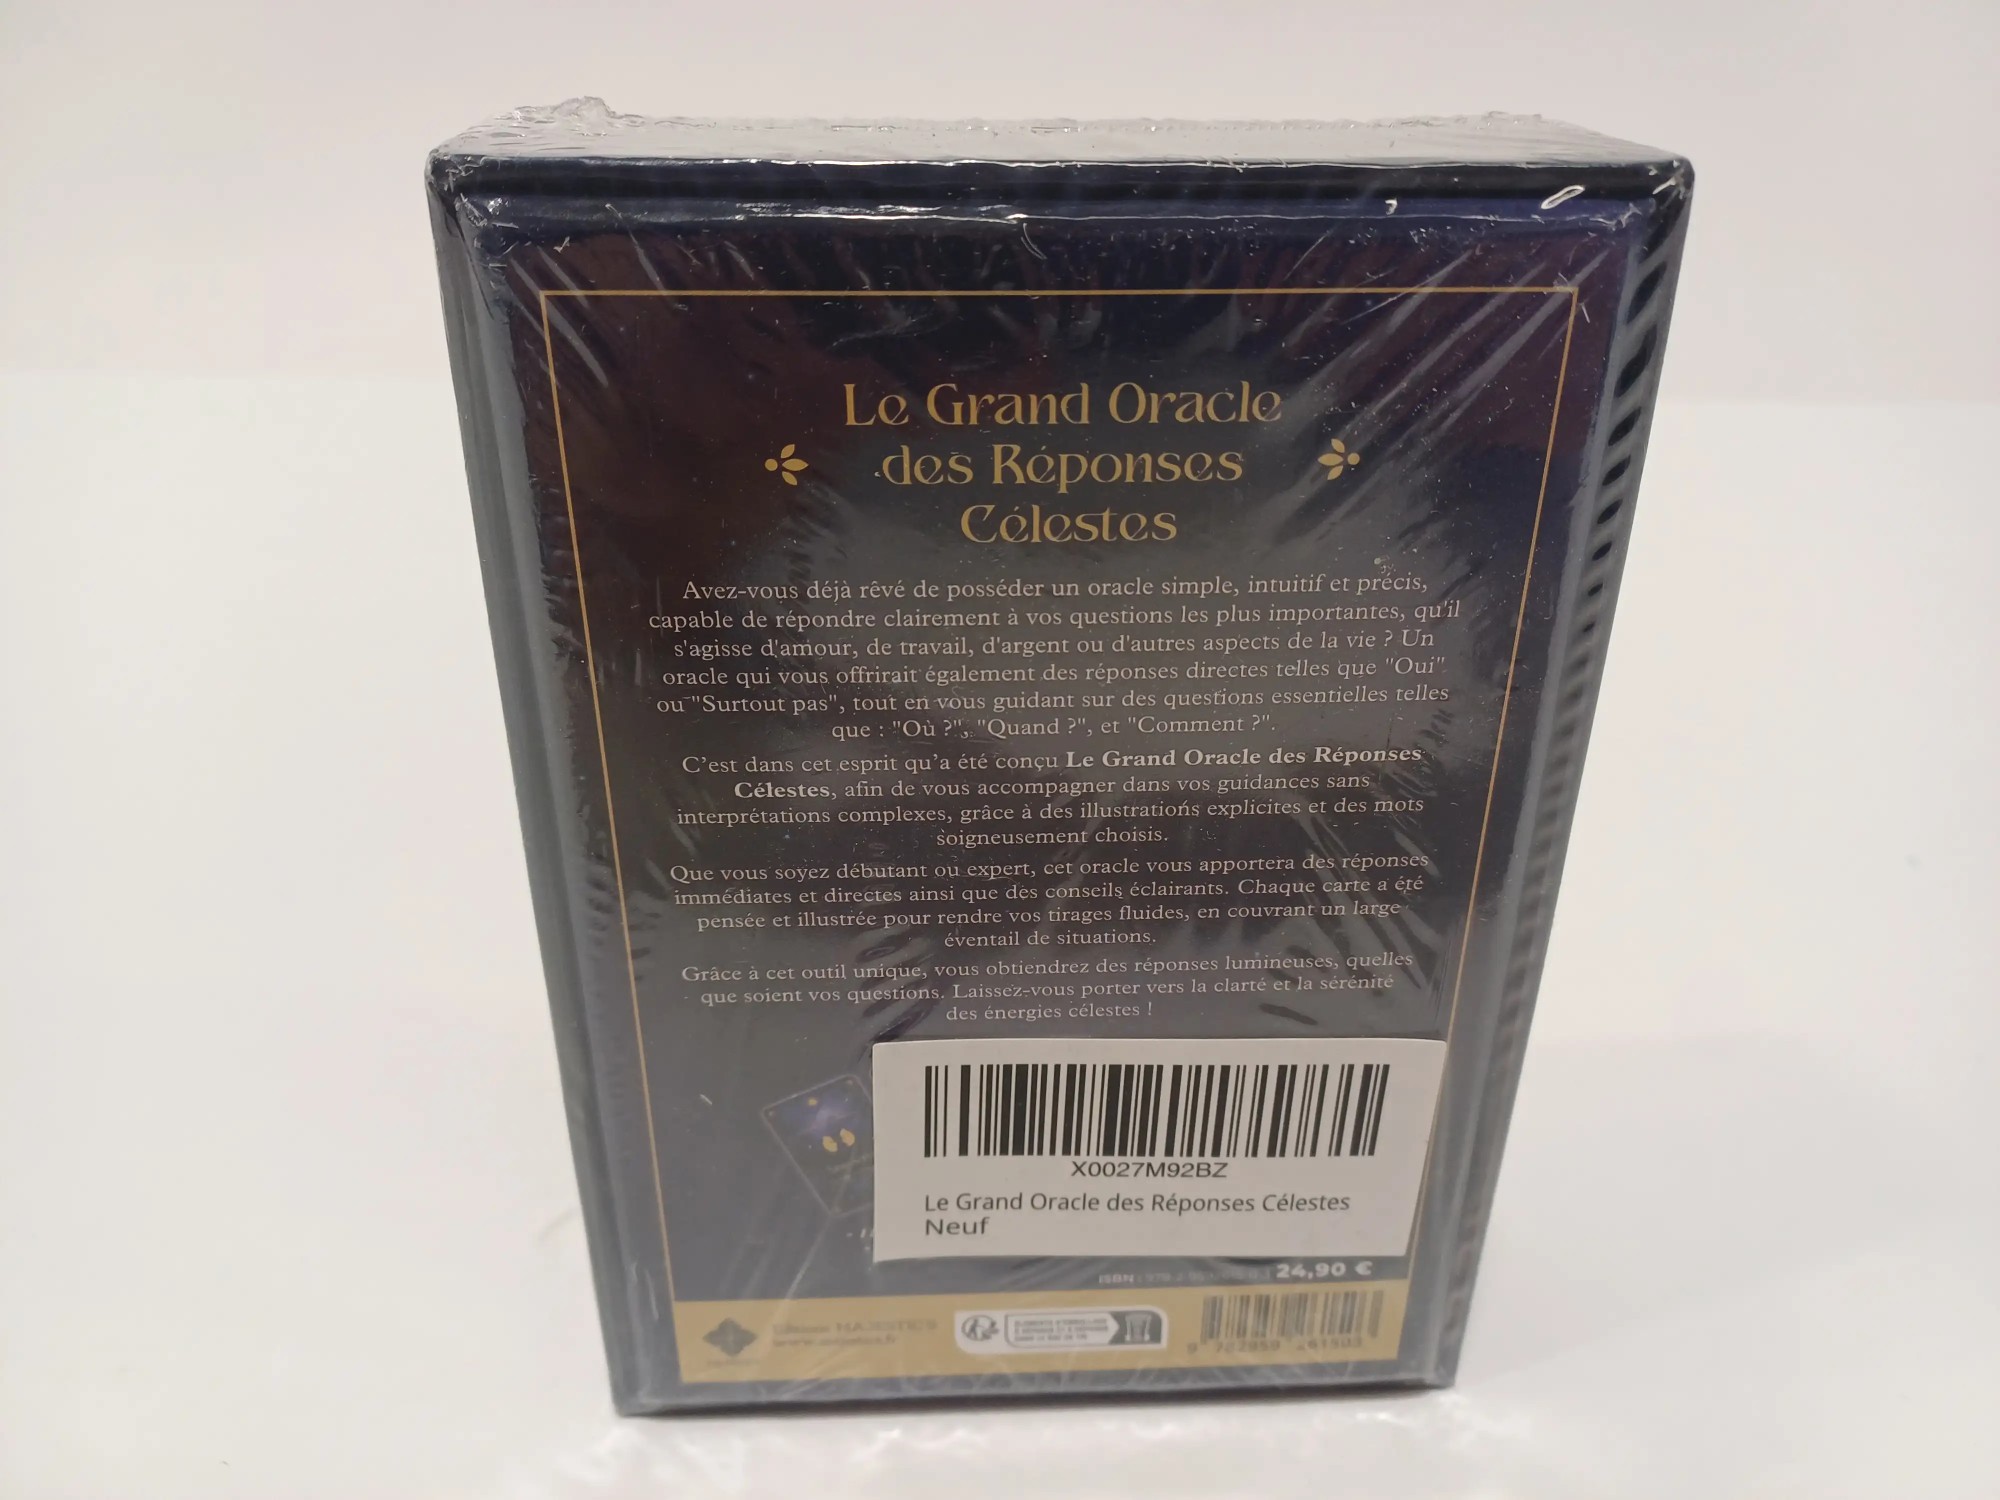 Le Grand Oracle
des Réponses
Célestes
Avez-vous déjà rêvé de posséder un oracle simple, intuitif et précis,
capable de répondre clairement à vos questions les plus importantes, qu'il
s'agisse d'amour, de travail, d'argent ou d'autres aspects de la vie ? Un
oracle qui vous offrirait également des réponses directes telles que "Oui"
ou "Surtout pas", tout en vous guidant sur des questions essentielles telles
que : "Où ?", "Quand ?", et "Comment ?".
C’est dans cet esprit qu’a été conçu Le Grand Oracle des Réponses
Célestes, afin de vous accompagner dans vos guidances sans
interprétations complexes, grâce à des illustrations explicites et des mots
soigneusement choisis.
Que vous soyez débutant ou expert, cet oracle vous apportera des réponses
immédiates et directes ainsi que des conseils éclairants. Chaque carte a été
pensée et illustrée pour rendre vos tirages fluides, en couvrant un large
éventail de situations.
Grâce à cet outil unique, vous obtiendrez des réponses lumineuses, quelles
que soient vos questions. Laissez-vous porter vers la clarté et la sérénité
des énergies célestes !
X0027M92BZ
Le Grand Oracle des Réponses Célestes
Neuf
ISBN : 24,90 €